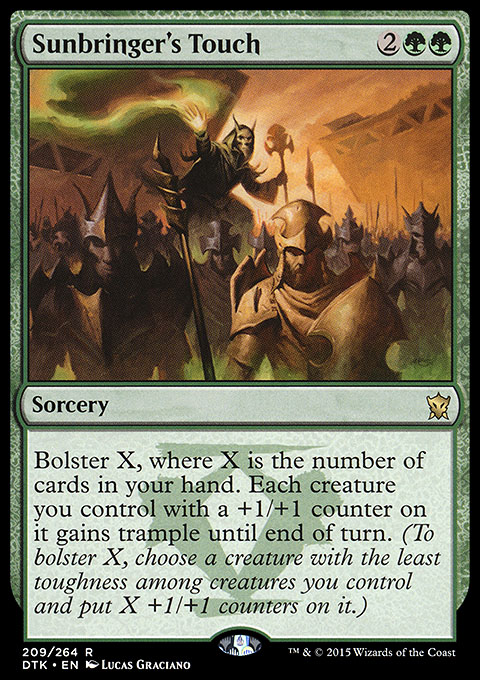 Sunbringer's Touch 2
Sorcery
Bolster X, where X is the number of
cards in your hand. Each creature
you control with a +1/+1 counter on
it gains trample until end of turn. (To
bolster X, choose a creature with the least
toughness among creatures you control
and put X +1/+1 counters on it.)
209/264 R
DTK • EN Lucas Graciano
™ & © 2015 Wizards of the Coast